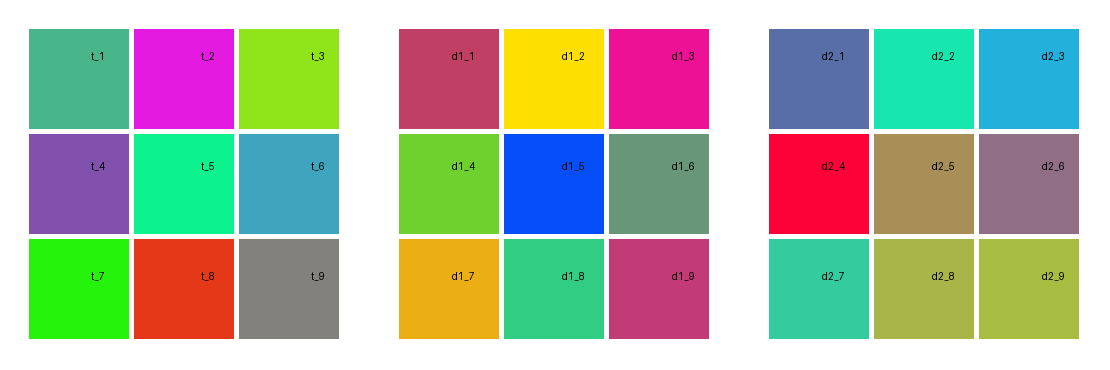 t_1 t_2 t_3 d1_1 d1_2 d1_3 d2_1 d2_2 d2_3
t_4 t_5 t_6 d1_4 d1_5 d1_6 d2_4 d2_5 d2_6
t_7 t_8 t_9 d1_7 d1_8 d1_9 d2_7 d2_8 d2_9